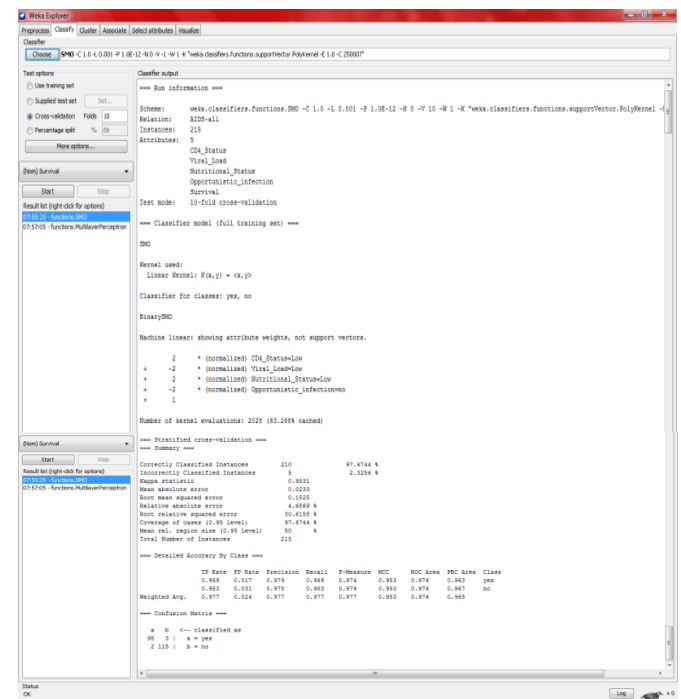 Weka Explorer
Preprocess Classify Cluster Associate Select attributes Visualize
Classifier
Choose SMO -C 1.0 -L 0.001 -P 1.0E-12 -N 0 -V -1 -W 1 -K "weka.classifiers.functions.supportVector.PolyKernel -E 1.0 -C 250007"
Test options
Use training set
Supplied test set Set...
Cross-validation Folds 10
Percentage split % 66
More options...
(Nom) Survival
Start Stop
Result list (right-click for options)
07:55:25 - functions.SMO
07:57:05 - functions.MultilayerPerceptron
Classifier output
=== Run information ===
Scheme: weka.classifiers.functions.SMO -C 1.0 -L 0.001 -P 1.0E-12 -N 0 -V 10 -W 1 -K "weka.classifiers.functions.supportVector.PolyKernel
Relation: AIDS-all
Instances: 215
Attributes: 5
CD4_Status
Viral_Load
Nutritional_Status
Opportunistic_infection
Survival
Test mode: 10-fold cross-validation
=== Classifier model (full training set) ===
SMO
Kernel used:
Linear Kernel: K(x,y) = <x,y>
Classifier for classes: yes, no
BinarySMO
Machine linear: showing attribute weights, not support vectors.
2 * (normalized) CD4_Status=Low
+ -2 * (normalized) Viral_Load=Low
+ 2 * (normalized) Nutritional_Status=Low
+ -2 * (normalized) Opportunistic_infection=no
+ 1
Number of kernel evaluations: 2028 (63.268% cached)
(Nom) Survival
Start Stop
Result list (right-click for options)
07:55:25 - functions.SMO
07:57:05 - functions.MultilayerPerceptron
=== Stratified cross-validation ===
=== Summary ===
Correctly Classified Instances 210 97.6744 %
Incorrectly Classified Instances 5 2.3256 %
Kappa statistic 0.9531
Mean absolute error 0.0233
Root mean squared error 0.1525
Relative absolute error 4.6869 %
Root relative squared error 30.6158 %
Coverage of cases (0.95 level) 97.6744 %
Mean rel. region size (0.95 level) 50 %
Total Number of Instances 215
=== Detailed Accuracy By Class ===
TP Rate FP Rate Precision Recall F-Measure MCC ROC Area PRC Area Class
0.969 0.017 0.979 0.969 0.974 0.953 0.976 0.963 yes
0.983 0.031 0.975 0.983 0.979 0.953 0.976 0.967 no
Weighted Avg. 0.977 0.024 0.977 0.977 0.977 0.953 0.976 0.965
=== Confusion Matrix ===
a b <-- classified as
95 3 | a = yes
2 115 | b = no
Status
OK
Log x 0